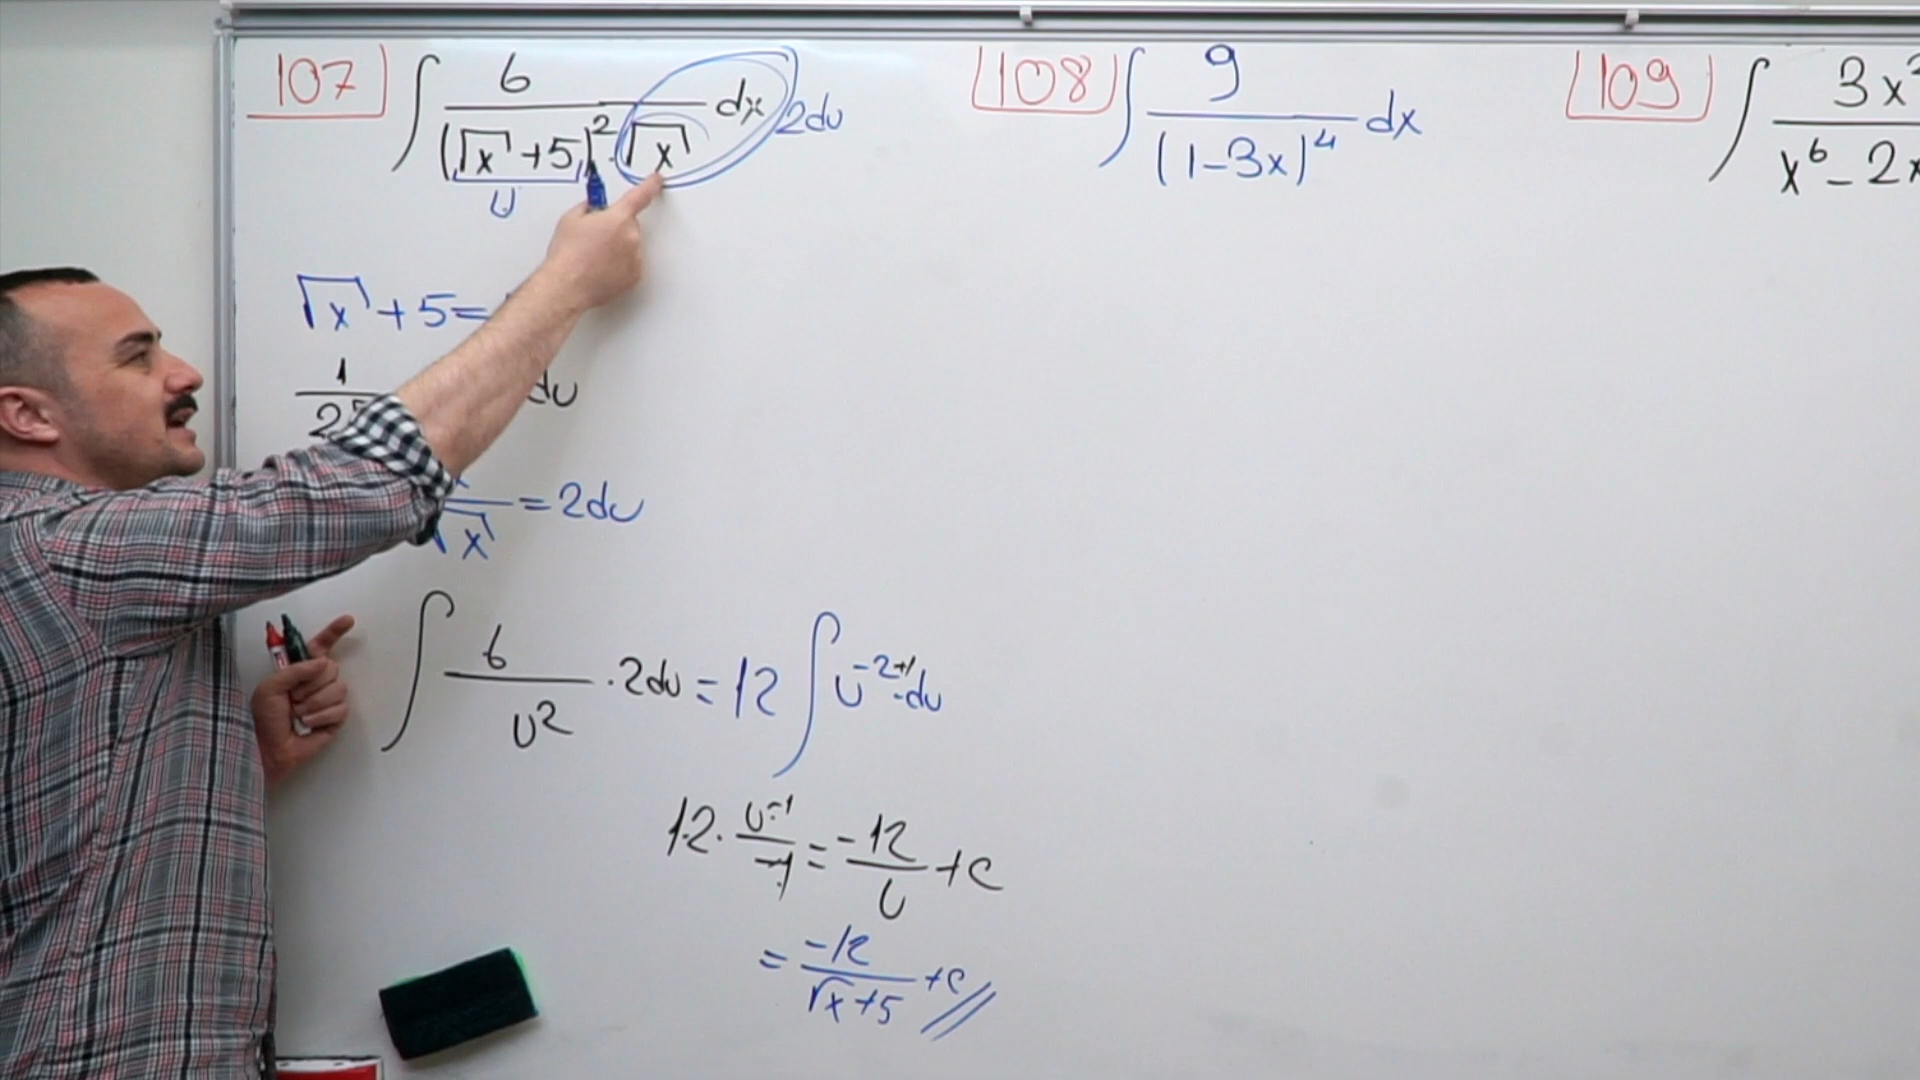 107 ∫ 6 / ((√x + 5)² · √x) dx 2du
u
√x + 5 =
1 / 2 du
√x = 2du
∫ 6 / u² · 2du = 12 ∫ u^(-2+1) · du
12 · u^(-1) / -1 = -12 / u + c
= -12 / (√x + 5) + c
108 ∫ 9 / (1-3x)⁴ dx
109 ∫ 3x / x⁶ - 2x